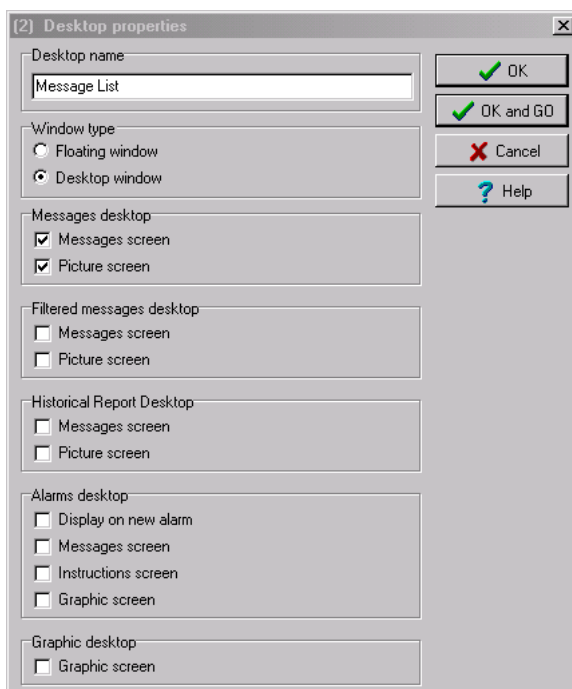 (2) Desktop properties
Desktop name
Message List
OK
OK and GO
Cancel
Help
Window type
Floating window
Desktop window
Messages desktop
Messages screen
Picture screen
Filtered messages desktop
Messages screen
Picture screen
Historical Report Desktop
Messages screen
Picture screen
Alarms desktop
Display on new alarm
Messages screen
Instructions screen
Graphic screen
Graphic desktop
Graphic screen